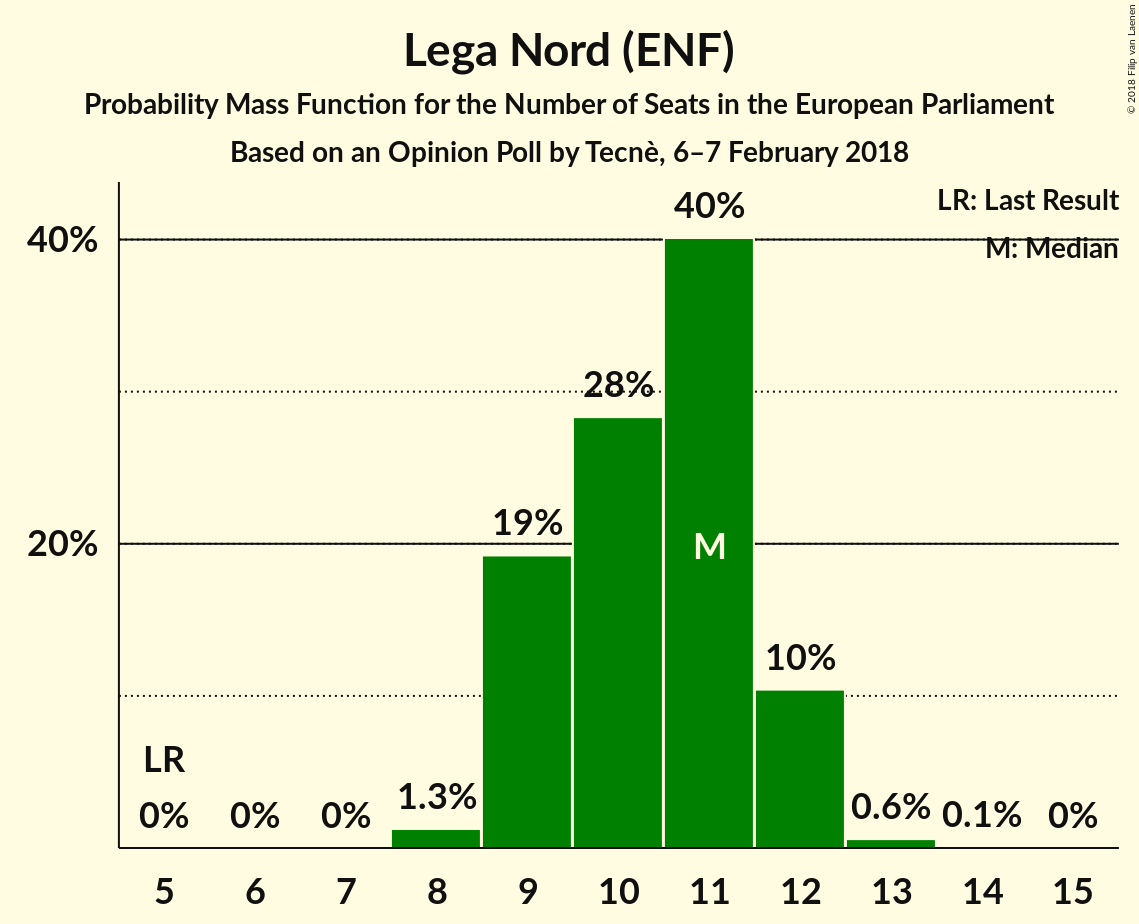 Lega Nord (ENF)
Probability Mass Function for the Number of Seats in the European Parliament
Based on an Opinion Poll by Tecnè, 6–7 February 2018
© 2018 Filip van Laenen
LR: Last Result
M: Median
40%
20%
LR
0%
0%
0%
1.3%
19%
28%
40%
M
10%
0.6%
0.1%
0%
5 6 7 8 9 10 11 12 13 14 15